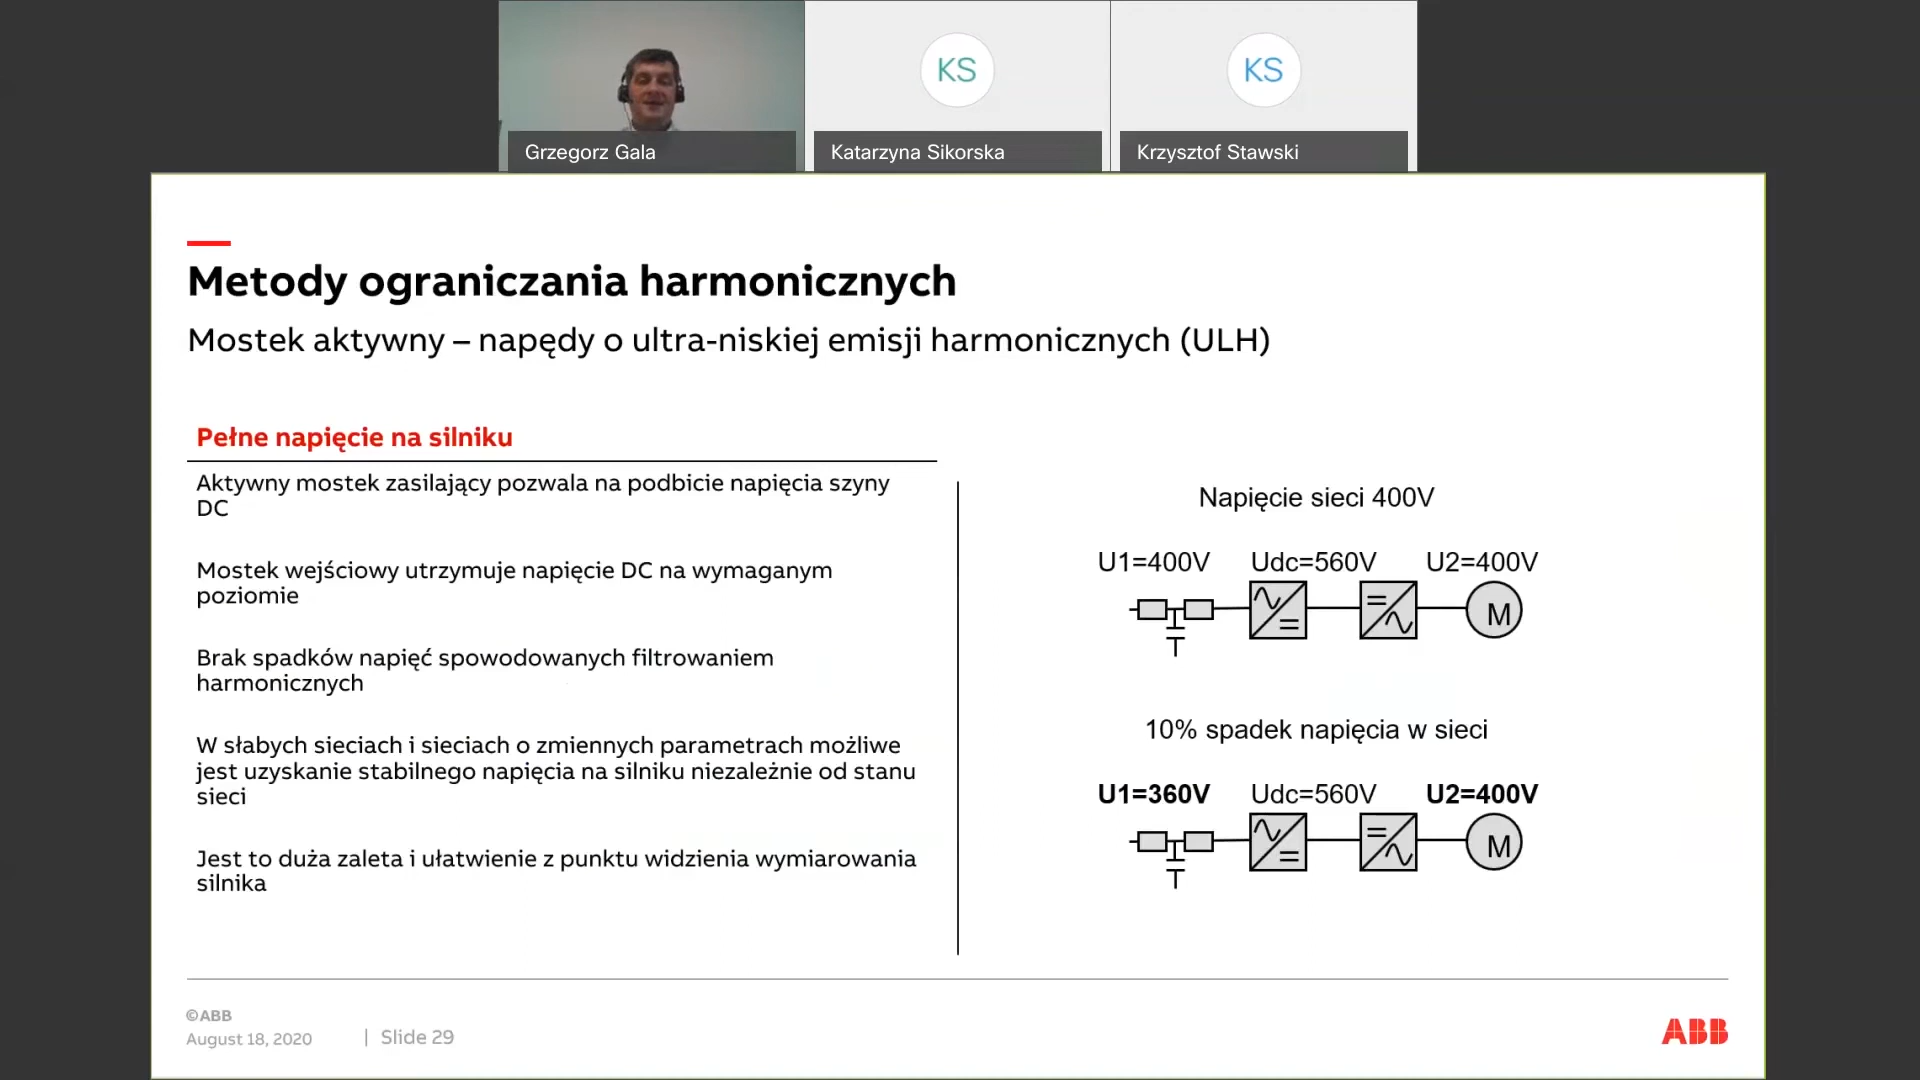 KS
KS
Grzegorz Gala
Katarzyna Sikorska
Krzysztof Stawski
Metody ograniczania harmonicznych
Mostek aktywny – napędy o ultra-niskiej emisji harmonicznych (ULH)
Pełne napięcie na silniku
Aktywny mostek zasilający pozwala na podbicie napięcia szyny
DC
Mostek wejściowy utrzymuje napięcie DC na wymaganym
poziomie
Brak spadków napięć spowodowanych filtrowaniem
harmonicznych
W słabych sieciach i sieciach o zmiennych parametrach możliwe
jest uzyskanie stabilnego napięcia na silniku niezależnie od stanu
sieci
Jest to duża zaleta i ułatwienie z punktu widzienia wymiarowania
silnika
Napięcie sieci 400V
U1=400V Udc=560V U2=400V
M
10% spadek napięcia w sieci
U1=360V Udc=560V U2=400V
M
©ABB
August 18, 2020 | Slide 29
ABB